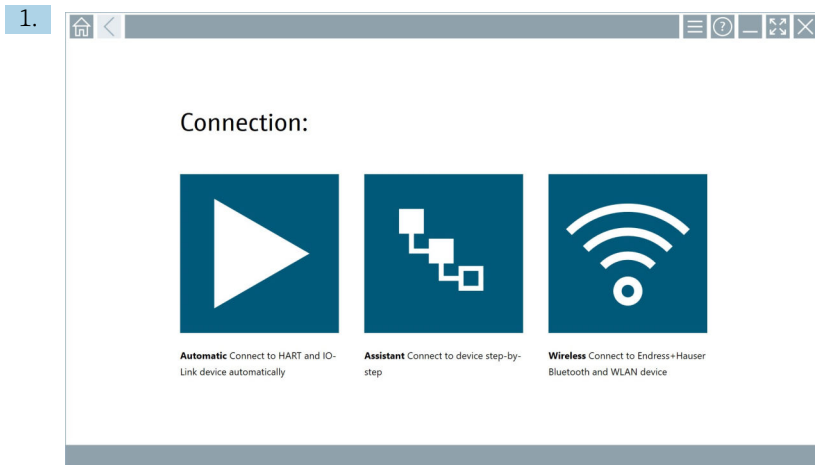 1.
Connection:
Automatic Connect to HART and IO-
Link device automatically
Assistant Connect to device step-by-
step
Wireless Connect to Endress+Hauser
Bluetooth and WLAN device